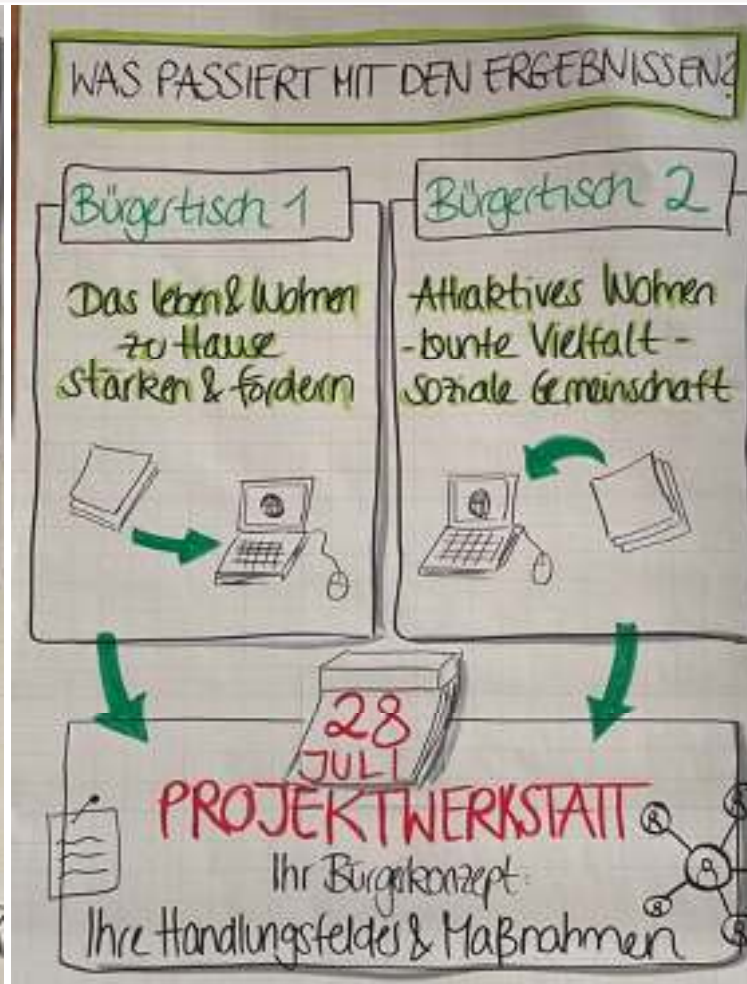 WAS PASSIERT MIT DEN ERGEBNISSEN?
Bürgertisch 1
Das leben & Wohnen
zu Hause
stärken & fördern
Bürgertisch 2
Attraktives Wohnen
- bunte Vielfalt -
soziale Gemeinschaft
28
JULI
PROJEKTWERKSTATT
Ihr Bürgerkonzept:
Ihre Handlungsfelder & Maßnahmen